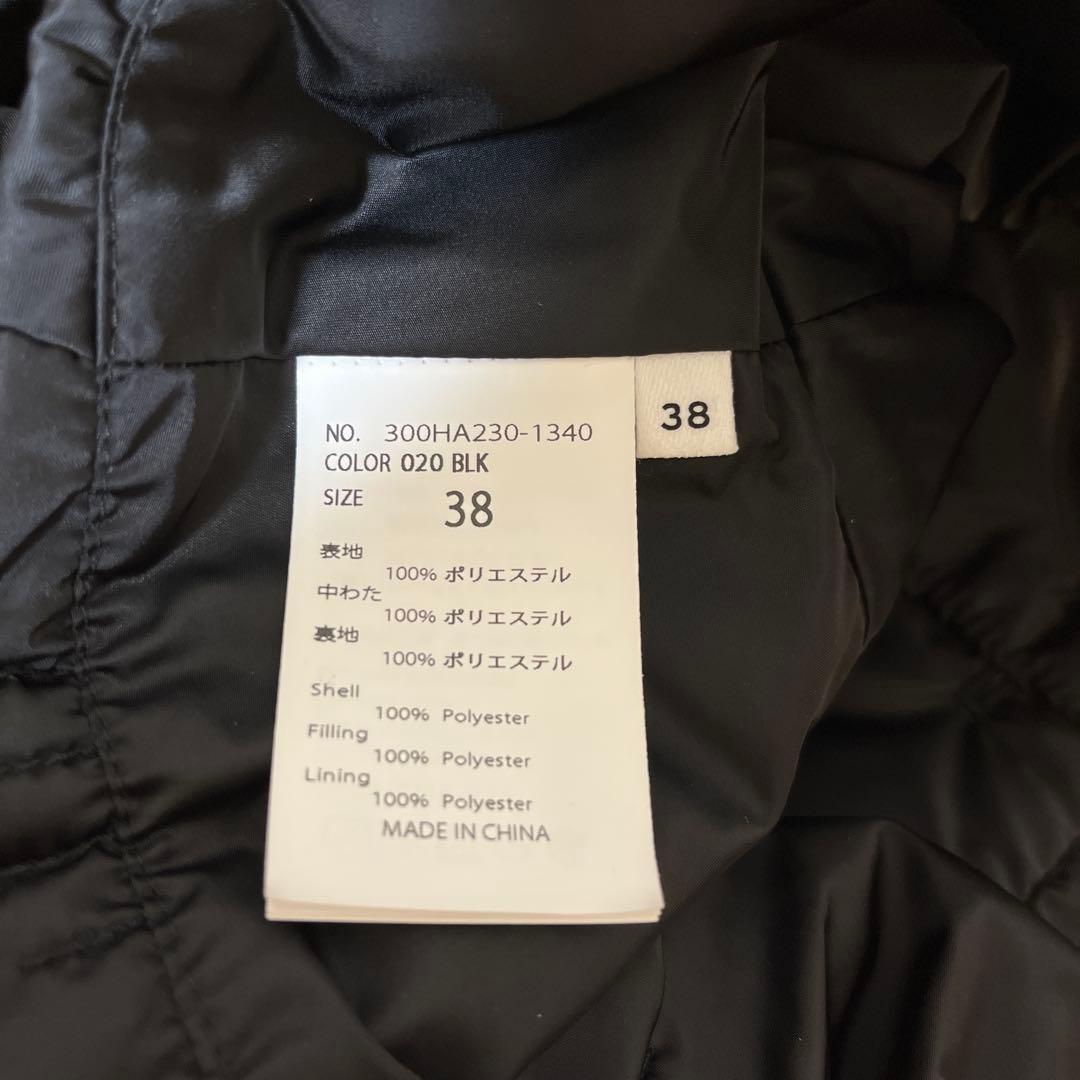 NO. 300HA230-1340
38
COLOR 020 BLK
SIZE 38
表地
100% ポリエステル
中わた
100% ポリエステル
裏地
100% ポリエステル
Shell
100% Polyester
Filling
100% Polyester
Lining
100% Polyester
MADE IN CHINA